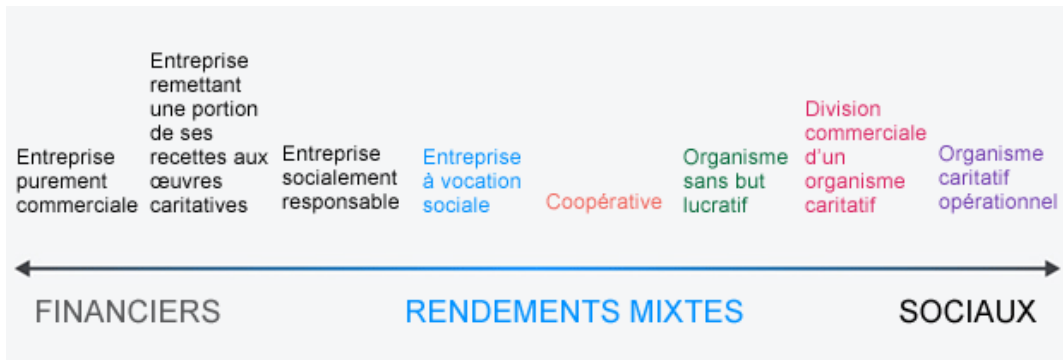 Entreprise
purement
commerciale
Entreprise
remettant
une portion
de ses
recettes aux
œuvres
caritatives
Entreprise
socialement
responsable
Entreprise
à vocation
sociale
Coopérative
Organisme
sans but
lucratif
Division
commerciale
d'un
organisme
caritatif
Organisme
caritatif
opérationnel
FINANCIERS
RENDEMENTS MIXTES
SOCIAUX